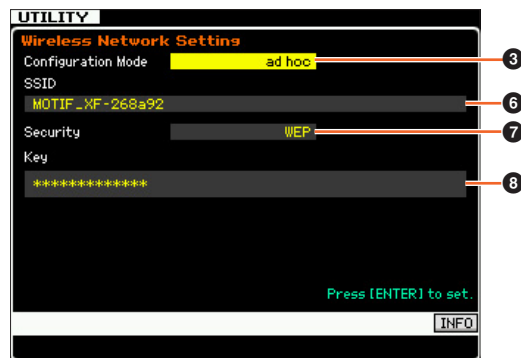 UTILITY
Wireless Network Setting
Configuration Mode ad hoc 3
SSID
MOTIF_XF-268a92 6
Security WEP 7
Key
************* 8
Press [ENTER] to set.
INFO